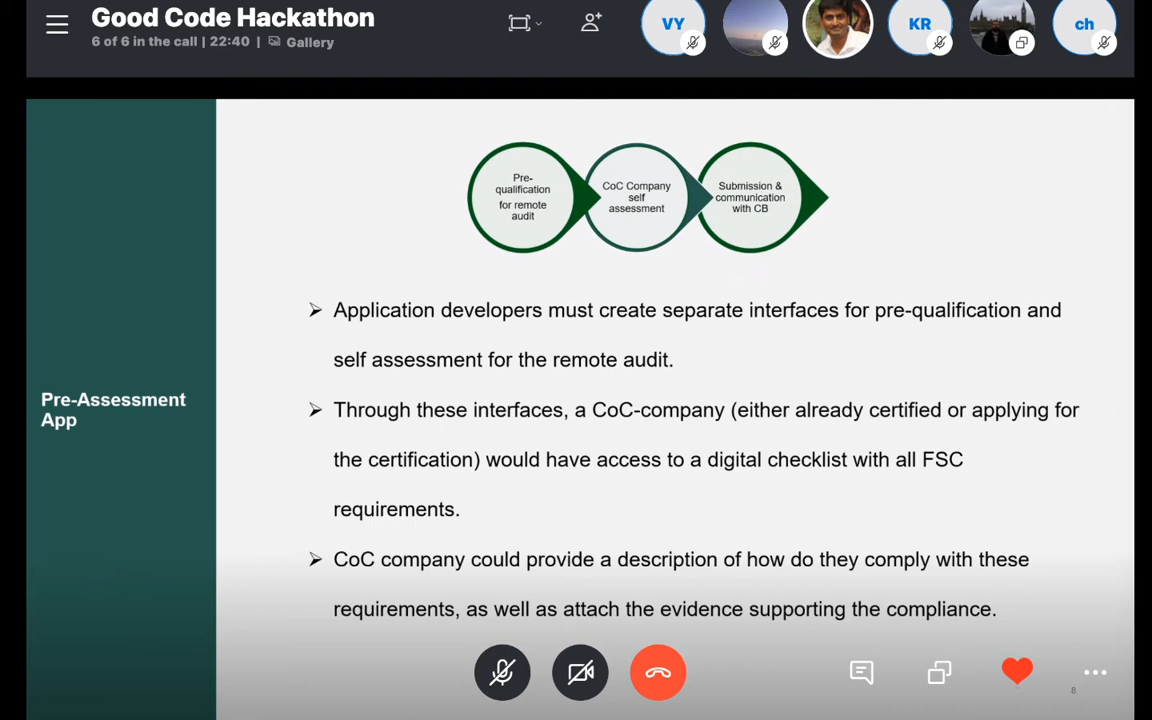 Good Code Hackathon
6 of 6 in the call | 22:40 | Gallery
VY
KR
ch
Pre-
qualification
for remote
audit
CoC Company
self
assessment
Submission &
communication
with CB
Pre-Assessment
App
➢ Application developers must create separate interfaces for pre-qualification and
self assessment for the remote audit.
➢ Through these interfaces, a CoC-company (either already certified or applying for
the certification) would have access to a digital checklist with all FSC
requirements.
➢ CoC company could provide a description of how do they comply with these
requirements, as well as attach the evidence supporting the compliance.
8